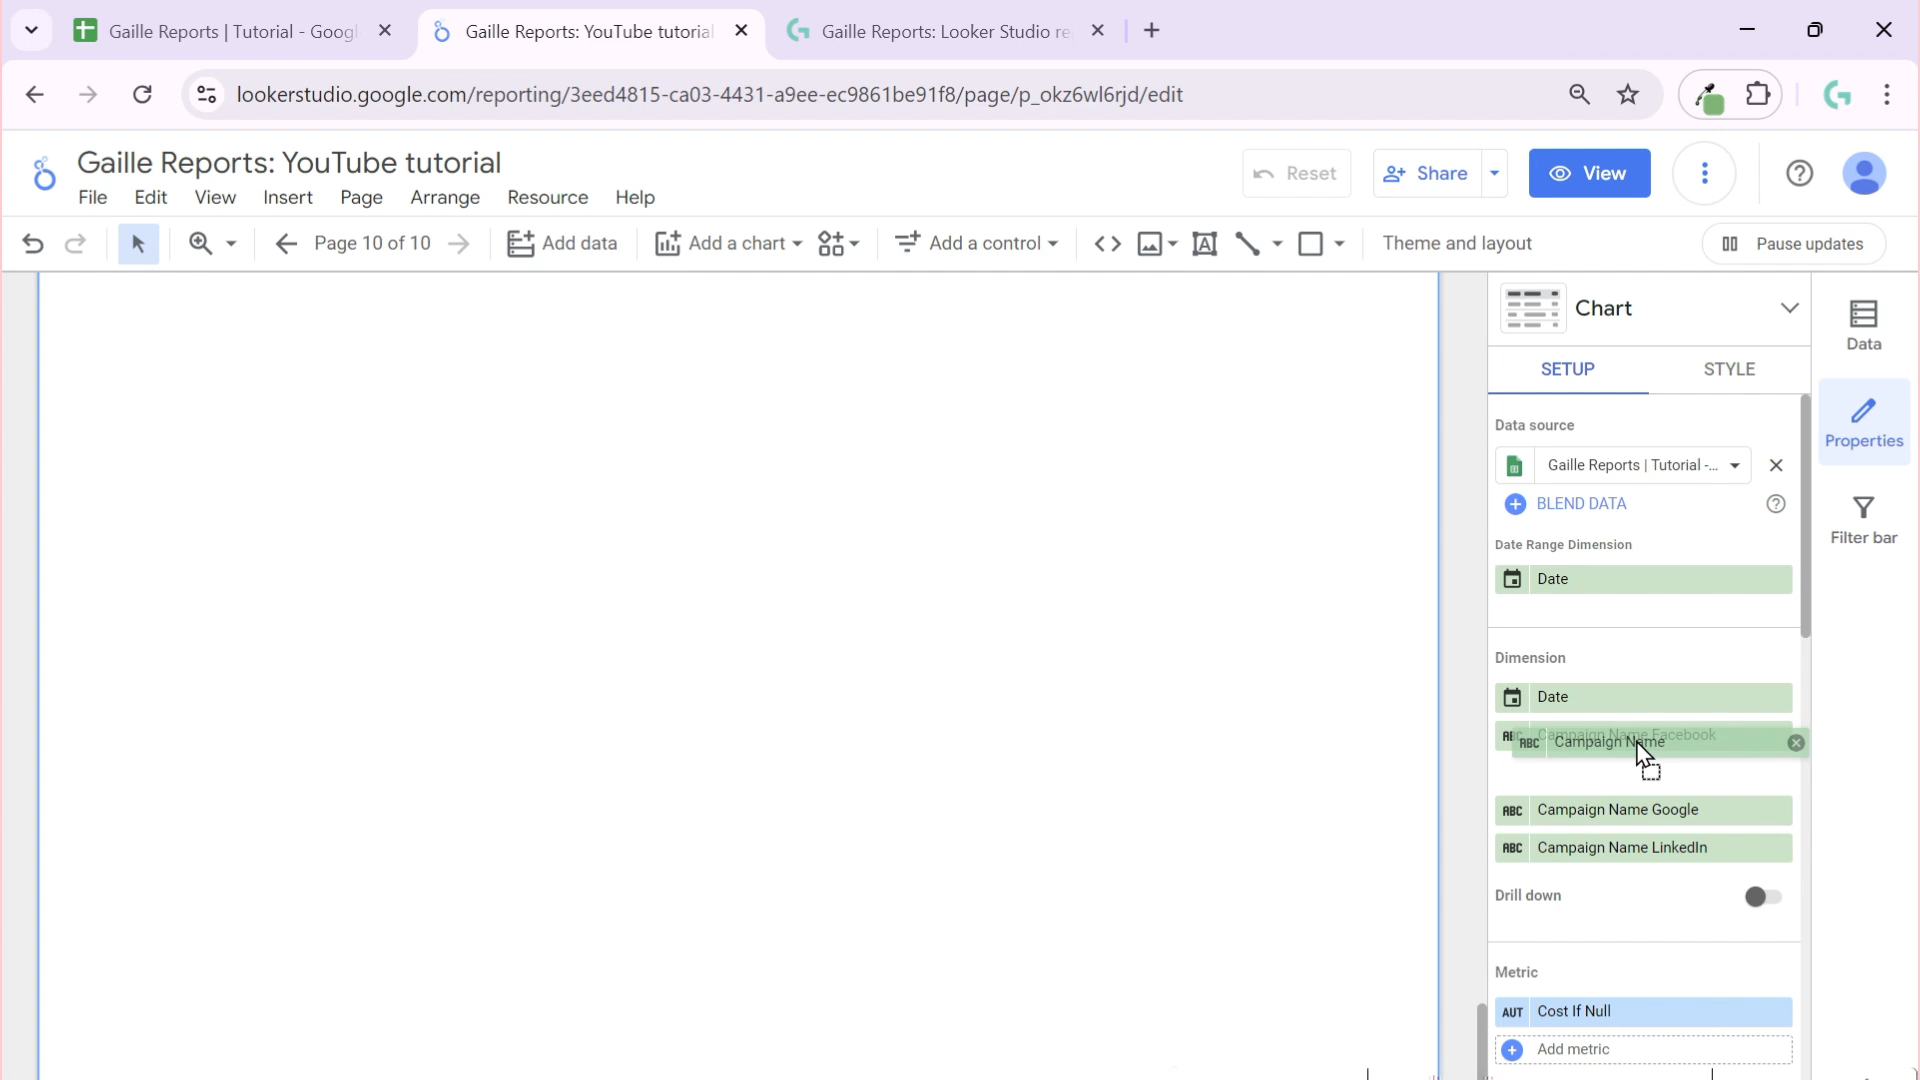 Gaille Reports | Tutorial - Googl
Gaille Reports: YouTube tutorial
Gaille Reports: Looker Studio re
lookerstudio.google.com/reporting/3eed4815-ca03-4431-a9ee-ec9861be91f8/page/p_okz6wl6rjd/edit
Gaille Reports: YouTube tutorial
Reset
Share
View
File Edit View Insert Page Arrange Resource Help
Page 10 of 10
Add data
Add a chart
Add a control
Theme and layout
Pause updates
Chart
Data
SETUP
STYLE
Data source
Properties
Gaille Reports | Tutorial -...
BLEND DATA
Filter bar
Date Range Dimension
Date
Dimension
Date
ABC Campaign Name Facebook
ABC Campaign Name
ABC Campaign Name Google
ABC Campaign Name LinkedIn
Drill down
Metric
AUT Cost If Null
Add metric